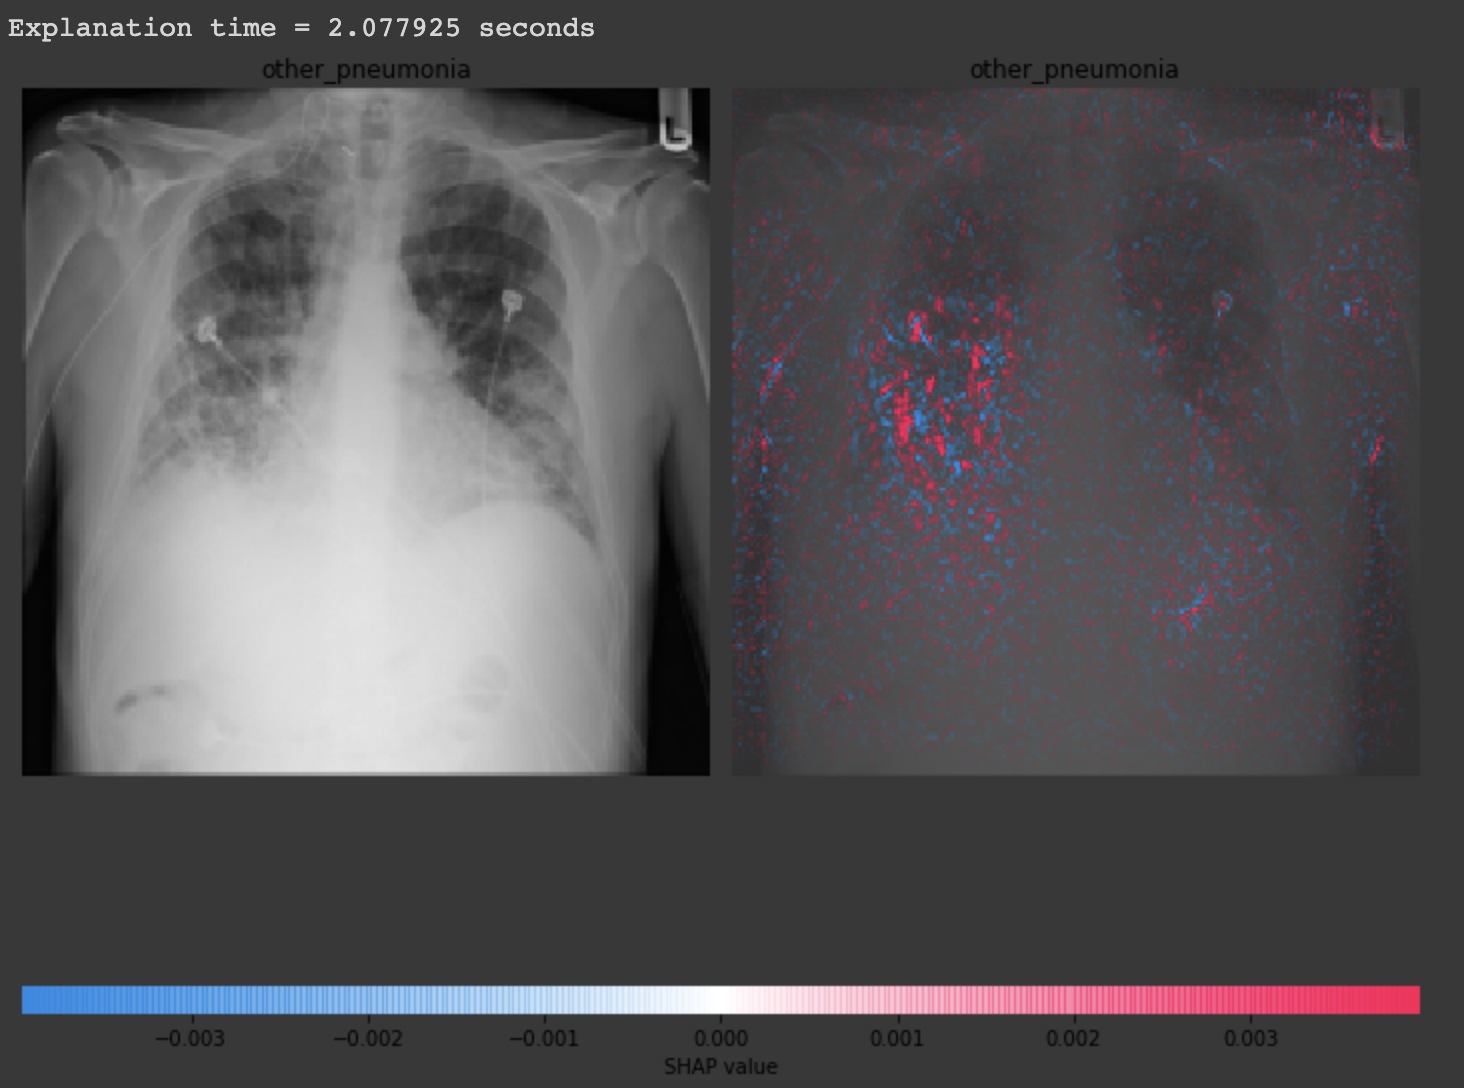 Explanation time = 2.077925 seconds
other_pneumonia other_pneumonia
L L
−0.003 −0.002 −0.001 0.000 0.001 0.002 0.003
SHAP value